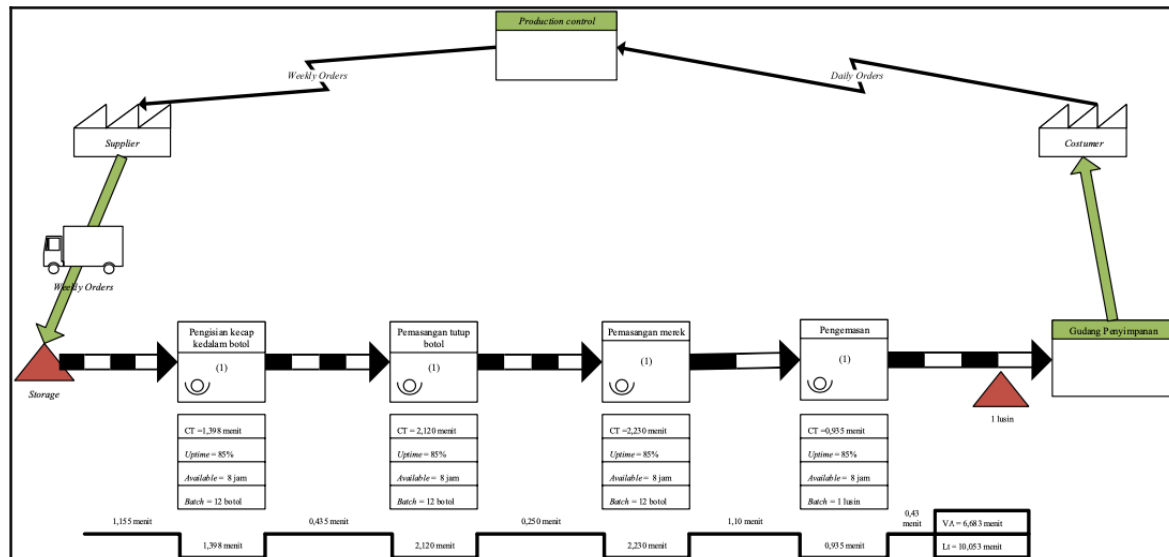 Production control
Weekly Orders
Daily Orders
Supplier
Costumer
Weekly Orders
Storage
Pengisian kecap
kedalam botol
(1)
Pemasangan tutup
botol
(1)
Pemasangan merek
(1)
Pengemasan
(1)
Gudang Penyimpanan
1 lusin
CT =1,398 menit
Uptime = 85%
Available = 8 jam
Batch = 12 botol
CT = 2,120 menit
Uptime = 85%
Available = 8 jam
Batch = 12 botol
CT = 2,230 menit
Uptime = 85%
Available = 8 jam
Batch = 12 botol
CT =0,935 menit
Uptime = 85%
Available = 8 jam
Batch = 1 lusin
1,155 menit
0,435 menit
0,250 menit
1,10 menit
0,43
menit
1,398 menit
2,120 menit
2,230 menit
0,935 menit
VA = 6,683 menit
Lt = 10,053 menit